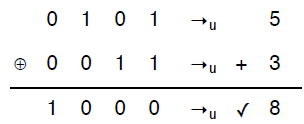 0 1 0 1 →u 5
⊕ 0 0 1 1 →u + 3
1 0 0 0 →u ✓ 8